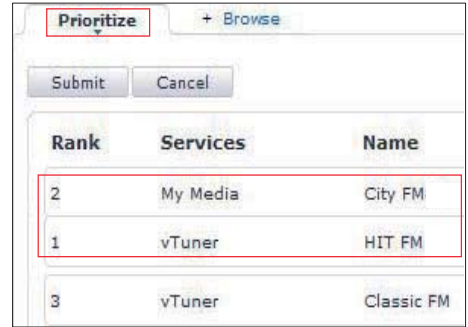 Prioritize + Browse
Submit Cancel
Rank Services Name
2 My Media City FM
1 vTuner HIT FM
3 vTuner Classic FM